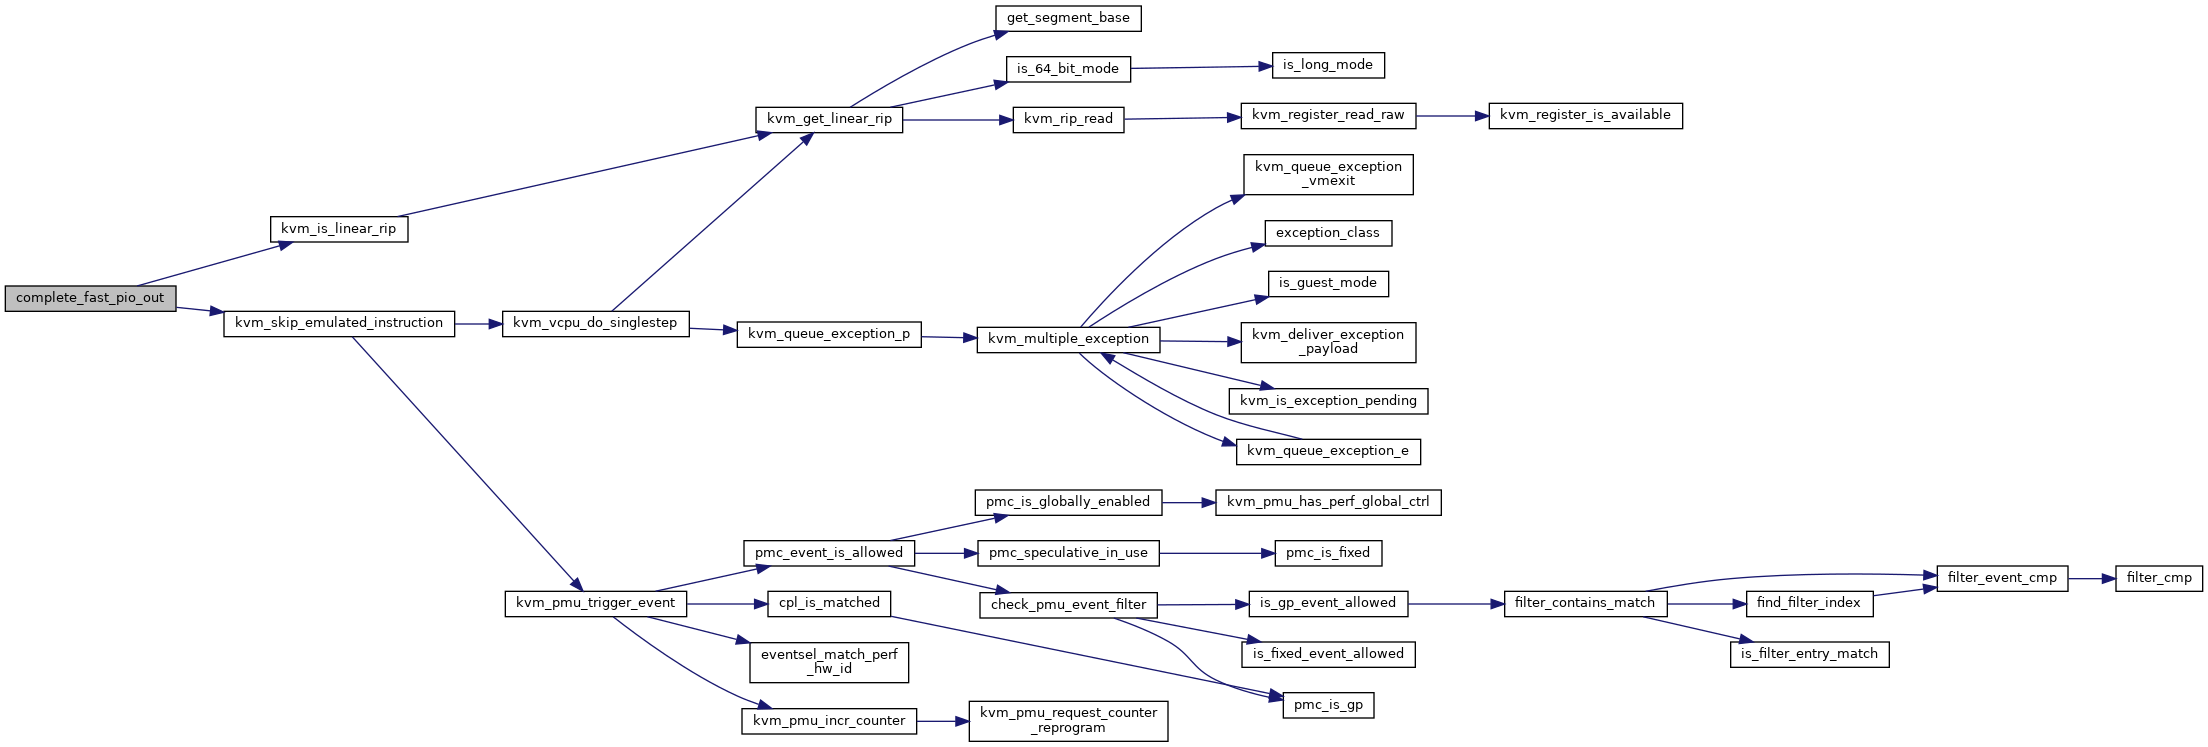 get_segment_base
is_64_bit_mode
is_long_mode
kvm_get_linear_rip
kvm_rip_read
kvm_register_read_raw
kvm_register_is_available
kvm_queue_exception
_vmexit
kvm_is_linear_rip
exception_class
is_guest_mode
complete_fast_pio_out
kvm_skip_emulated_instruction
kvm_vcpu_do_singlestep
kvm_queue_exception_p
kvm_multiple_exception
kvm_deliver_exception
_payload
kvm_is_exception_pending
kvm_queue_exception_e
pmc_is_globally_enabled
kvm_pmu_has_perf_global_ctrl
pmc_event_is_allowed
pmc_speculative_in_use
pmc_is_fixed
filter_event_cmp
filter_cmp
kvm_pmu_trigger_event
cpl_is_matched
check_pmu_event_filter
is_gp_event_allowed
filter_contains_match
find_filter_index
eventsel_match_perf
_hw_id
is_fixed_event_allowed
is_filter_entry_match
pmc_is_gp
kvm_pmu_incr_counter
kvm_pmu_request_counter
_reprogram